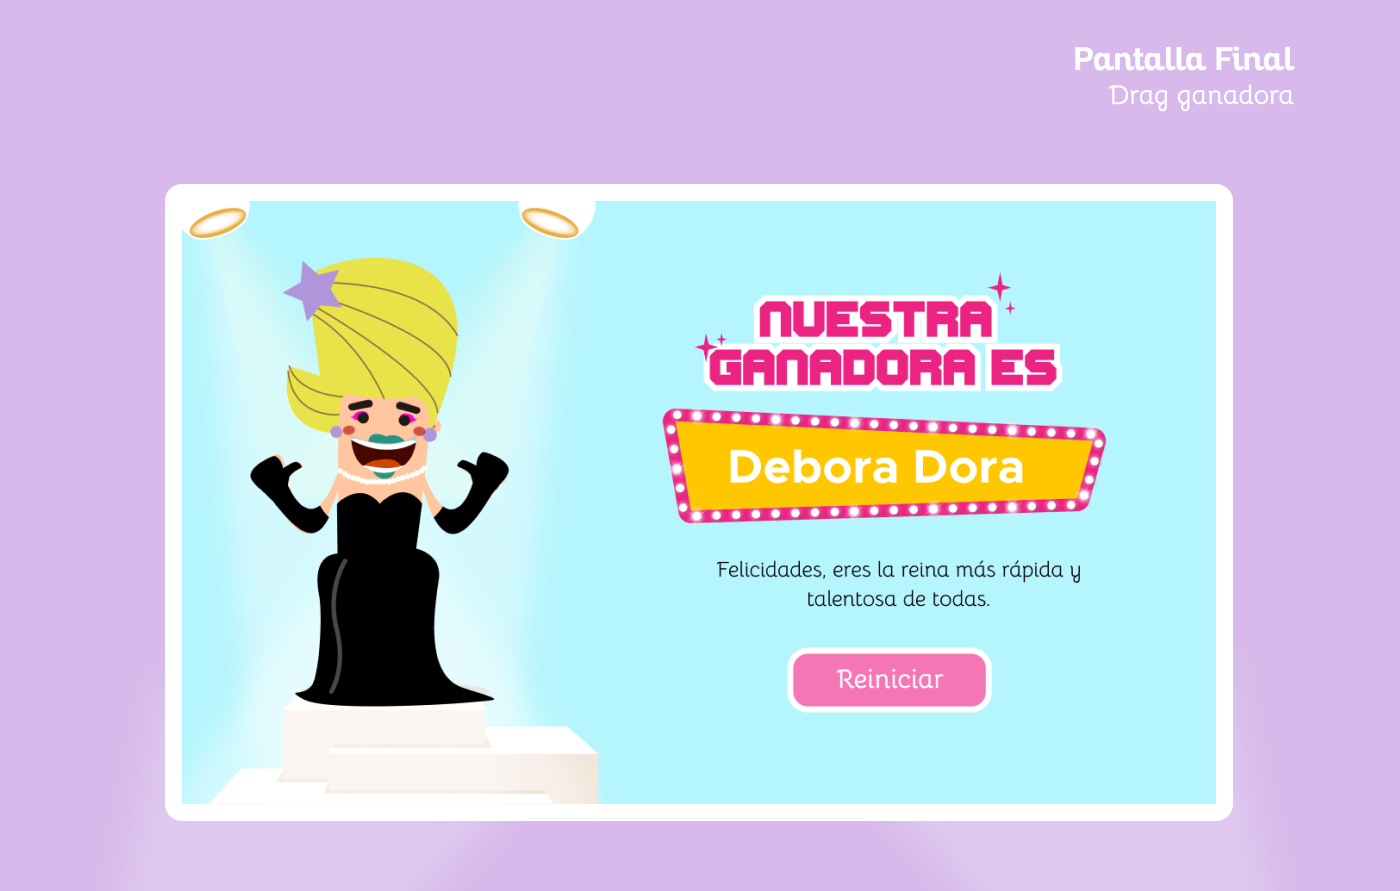 Pantalla Final
Drag ganadora
NUESTRA
GANADORA ES
Debora Dora
Felicidades, eres la reina más rápida y
talentosa de todas.
Reiniciar